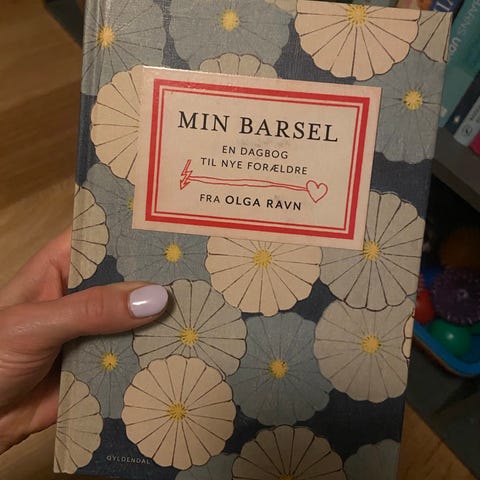 MIN BARSEL
EN DAGBOG
TIL NYE FORÆLDRE
FRA OLGA RAVN
GYLDENDAL